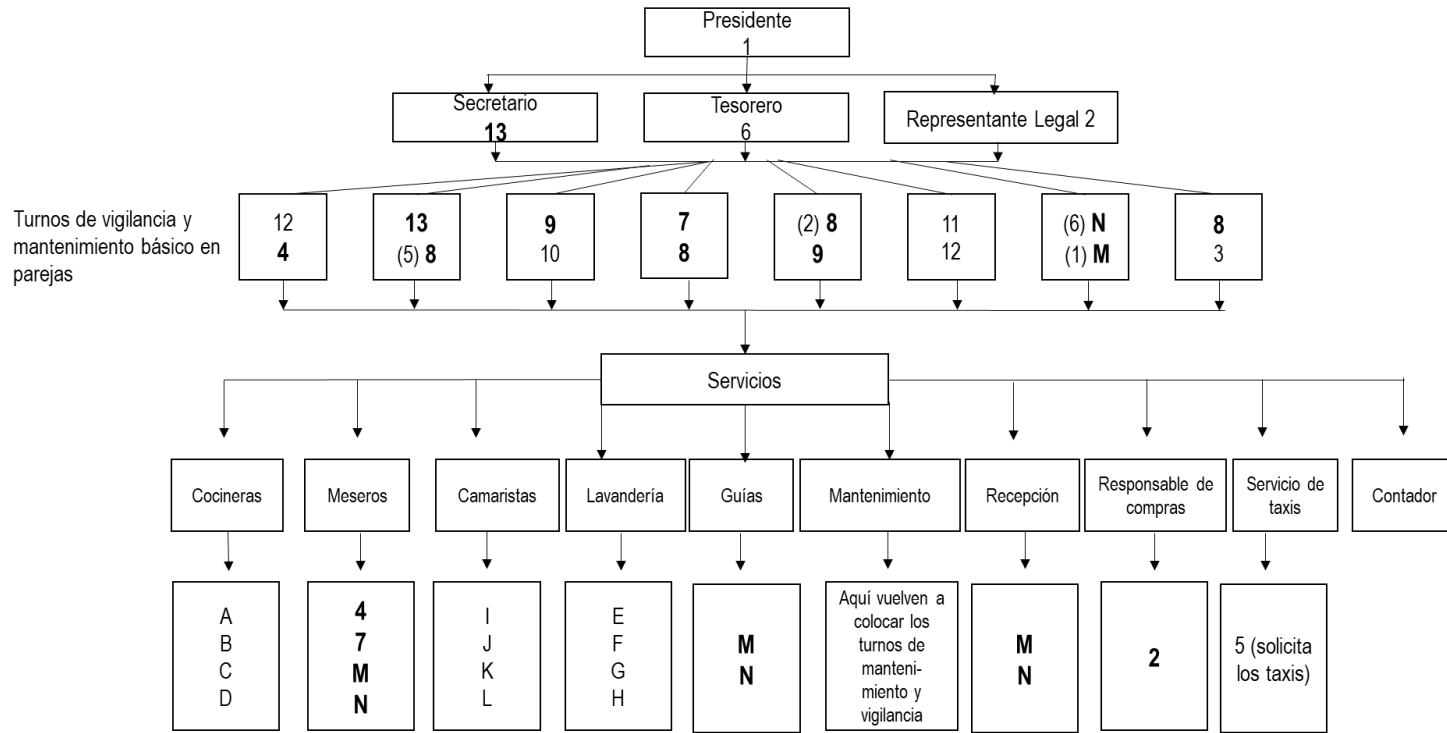 Presidente
1
Secretario
13
Tesorero
6
Representante Legal 2
Turnos de vigilancia y
mantenimiento básico en
parejas
12
4
13
(5) 8
9
10
7
8
(2) 8
9
11
12
(6) N
(1) M
8
3
Servicios
Cocineras
Meseros
Camaristas
Lavandería
Guías
Mantenimiento
Recepción
Responsable de
compras
Servicio de
taxis
Contador
A
B
C
D
4
7
M
N
I
J
K
L
E
F
G
H
M
N
Aquí vuelven a
colocar los
turnos de
manteni-
miento y
vigilancia
M
N
2
5 (solicita
los taxis)